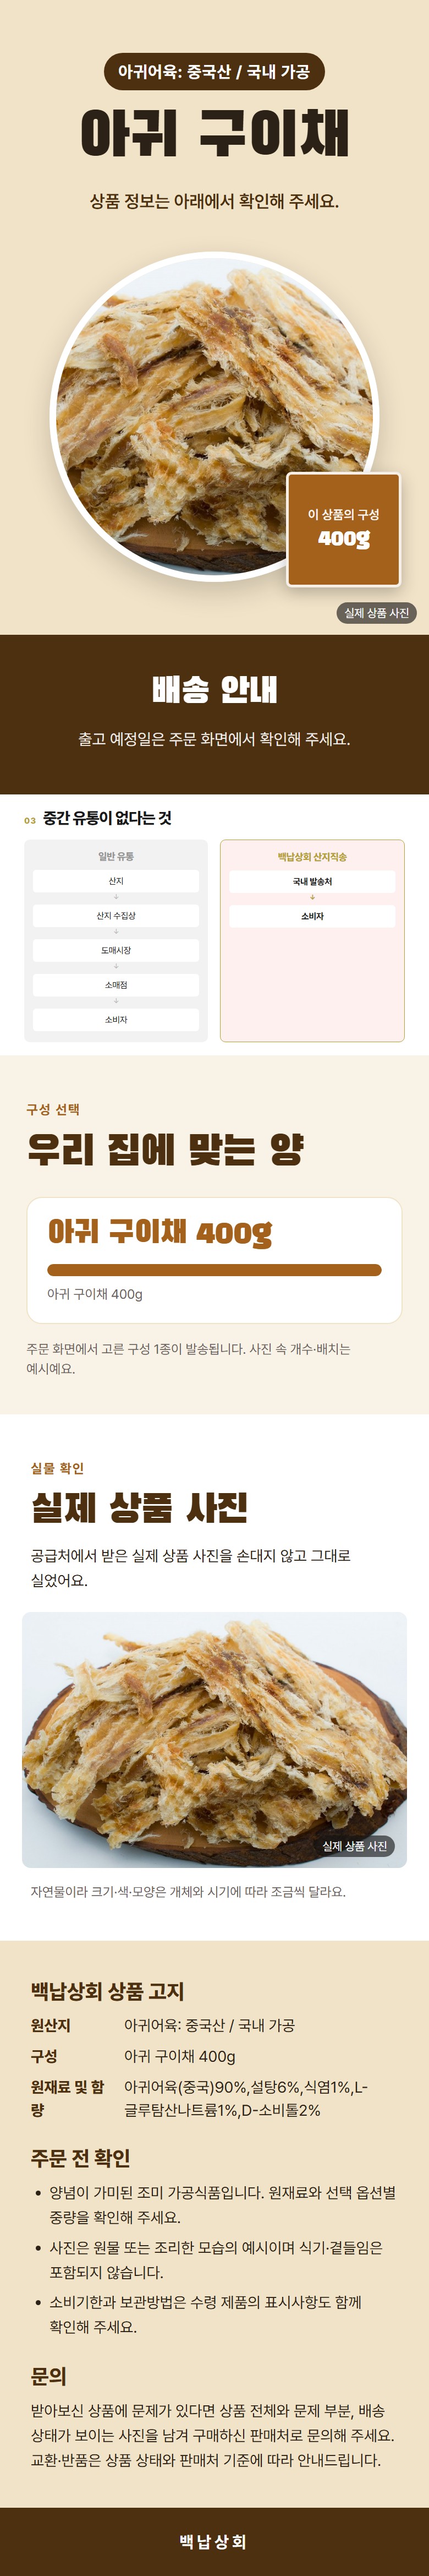 아귀어육: 중국산 / 국내 가공
아귀 구이채
상품 정보는 아래에서 확인해 주세요.
이 상품의 구성
400g
실제 상품 사진
배송 안내
출고 예정일은 주문 화면에서 확인해 주세요.
03 중간 유통이 없다는 것
일반 유통
산지
↓
산지 수집상
↓
도매시장
↓
소매점
↓
소비자
백납상회 산지직송
국내 발송처
↓
소비자
구성 선택
우리 집에 맞는 양
아귀 구이채 400g
아귀 구이채 400g
주문 화면에서 고른 구성 1종이 발송됩니다. 사진 속 개수·배치는
예시예요.
실물 확인
실제 상품 사진
공급처에서 받은 실제 상품 사진을 손대지 않고 그대로
실었어요.
실제 상품 사진
자연물이라 크기·색·모양은 개체와 시기에 따라 조금씩 달라요.
백납상회 상품 고지
원산지 아귀어육: 중국산 / 국내 가공
구성 아귀 구이채 400g
원재료 및 함 아귀어육(중국)90%,설탕6%,식염1%,L-
량 글루탐산나트륨1%,D-소비톨2%
주문 전 확인
• 양념이 가미된 조미 가공식품입니다. 원재료와 선택 옵션별
중량을 확인해 주세요.
• 사진은 원물 또는 조리한 모습의 예시이며 식기·곁들임은
포함되지 않습니다.
• 소비기한과 보관방법은 수령 제품의 표시사항도 함께
확인해 주세요.
문의
받아보신 상품에 문제가 있다면 상품 전체와 문제 부분, 배송
상태가 보이는 사진을 남겨 구매하신 판매처로 문의해 주세요.
교환·반품은 상품 상태와 판매처 기준에 따라 안내드립니다.
백납상회